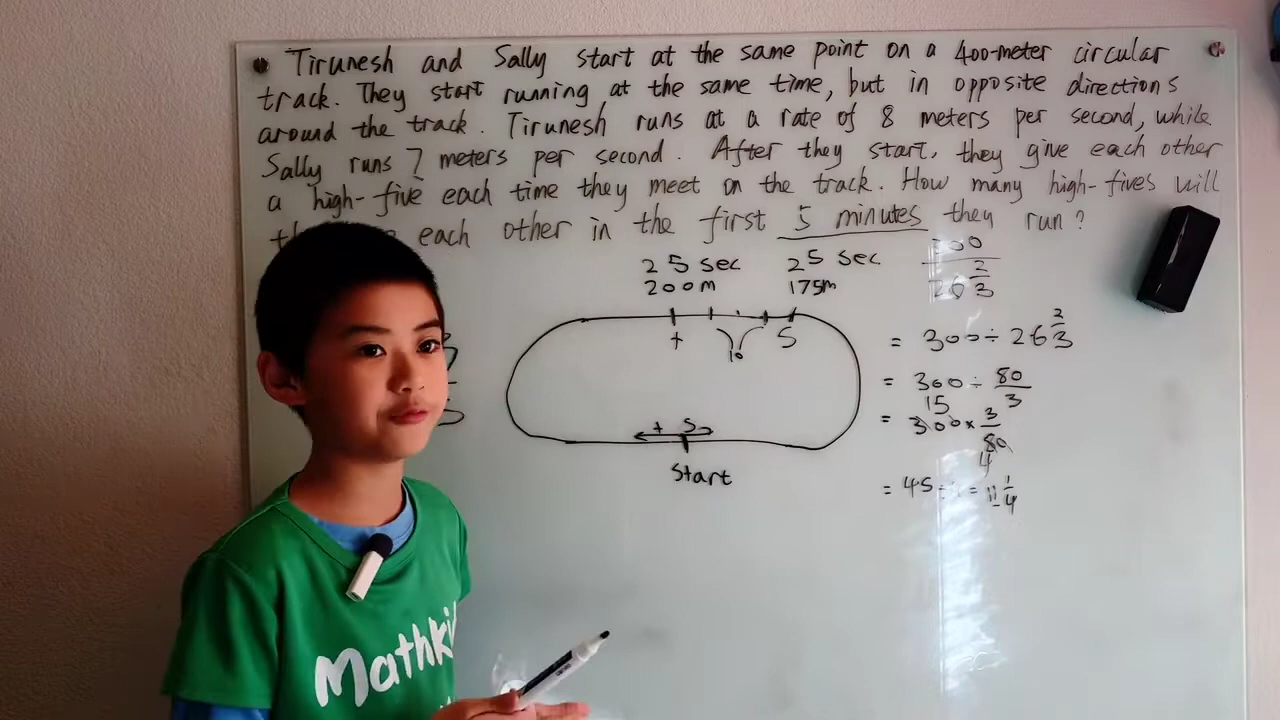 Tirunesh and Sally start at the same point on a 400-meter circular
track. They start running at the same time, but in opposite directions
around the track. Tirunesh runs at a rate of 8 meters per second, while
Sally runs 7 meters per second. After they start, they give each other
a high-five each time they meet on the track. How many high-fives will
each other in the first 5 minutes they run?
25 sec 25 sec
200m 175m
26 2/3
+ 10 S
= 300 ÷ 26 2/3
= 300 ÷ 80/3
15
= 300 × 3/80
4
+ S
Start
= 45 ÷ 4 = 11 1/4
Mathki